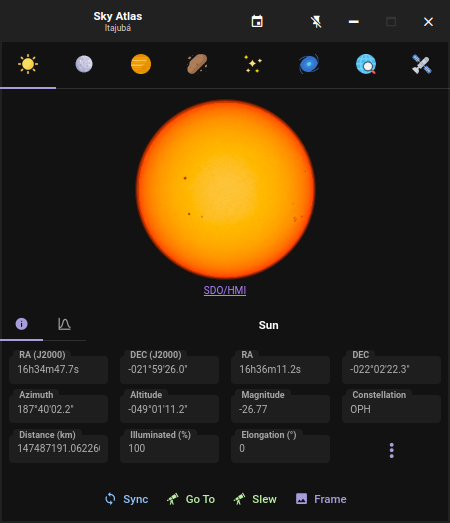 Sky Atlas
Itajubá
SDO/HMI
Sun
RA (J2000)
DEC (J2000)
RA
DEC
16h34m47.7s
-021°59'26.0"
16h36m11.2s
-022°02'22.3"
Azimuth
Altitude
Magnitude
Constellation
187°40'02.2"
-049°01'11.2"
-26.77
OPH
Distance (km)
Illuminated (%)
Elongation (°)
147487191.06226
100
0
Sync
Go To
Slew
Frame